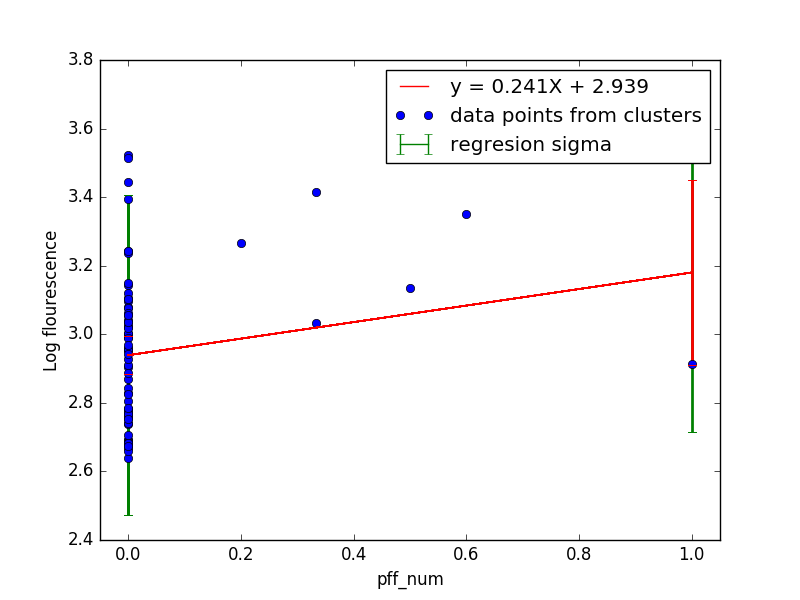 y = 0.241X + 2.939
data points from clusters
regresion sigma
3.8
3.6
3.4
3.2
3.0
2.8
2.6
2.4
Log flourescence
0.0 0.2 0.4 0.6 0.8 1.0
pff_num